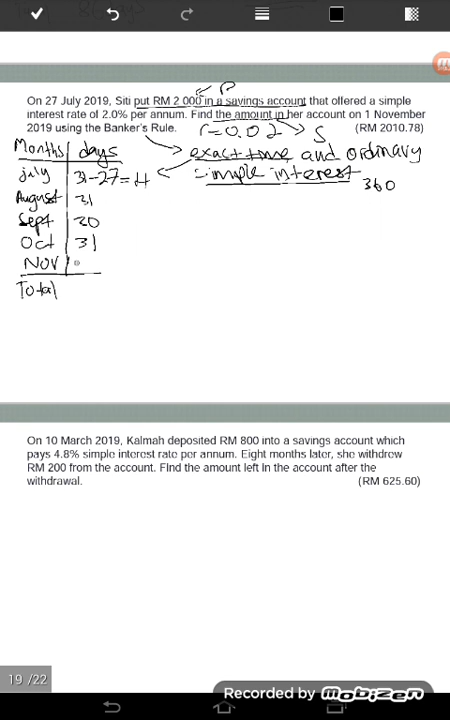 On 27 July 2019, Siti put RM 2 000 in a savings account that offered a simple
P
interest rate of 2.0% per annum. Find the amount in her account on 1 November
2019 using the Banker's Rule. r=0.02 S (RM 2010.78)
Months days exact time and ordinary
July 31-27=4 simple interest 360
August 31
Sept 30
Oct 31
Nov
Total
On 10 March 2019, Kalmah deposited RM 800 into a savings account which
pays 4.8% simple interest rate per annum. Eight months later, she withdrew
RM 200 from the account. Find the amount left in the account after the
withdrawal. (RM 625.60)
19 /22
Recorded by mobizen